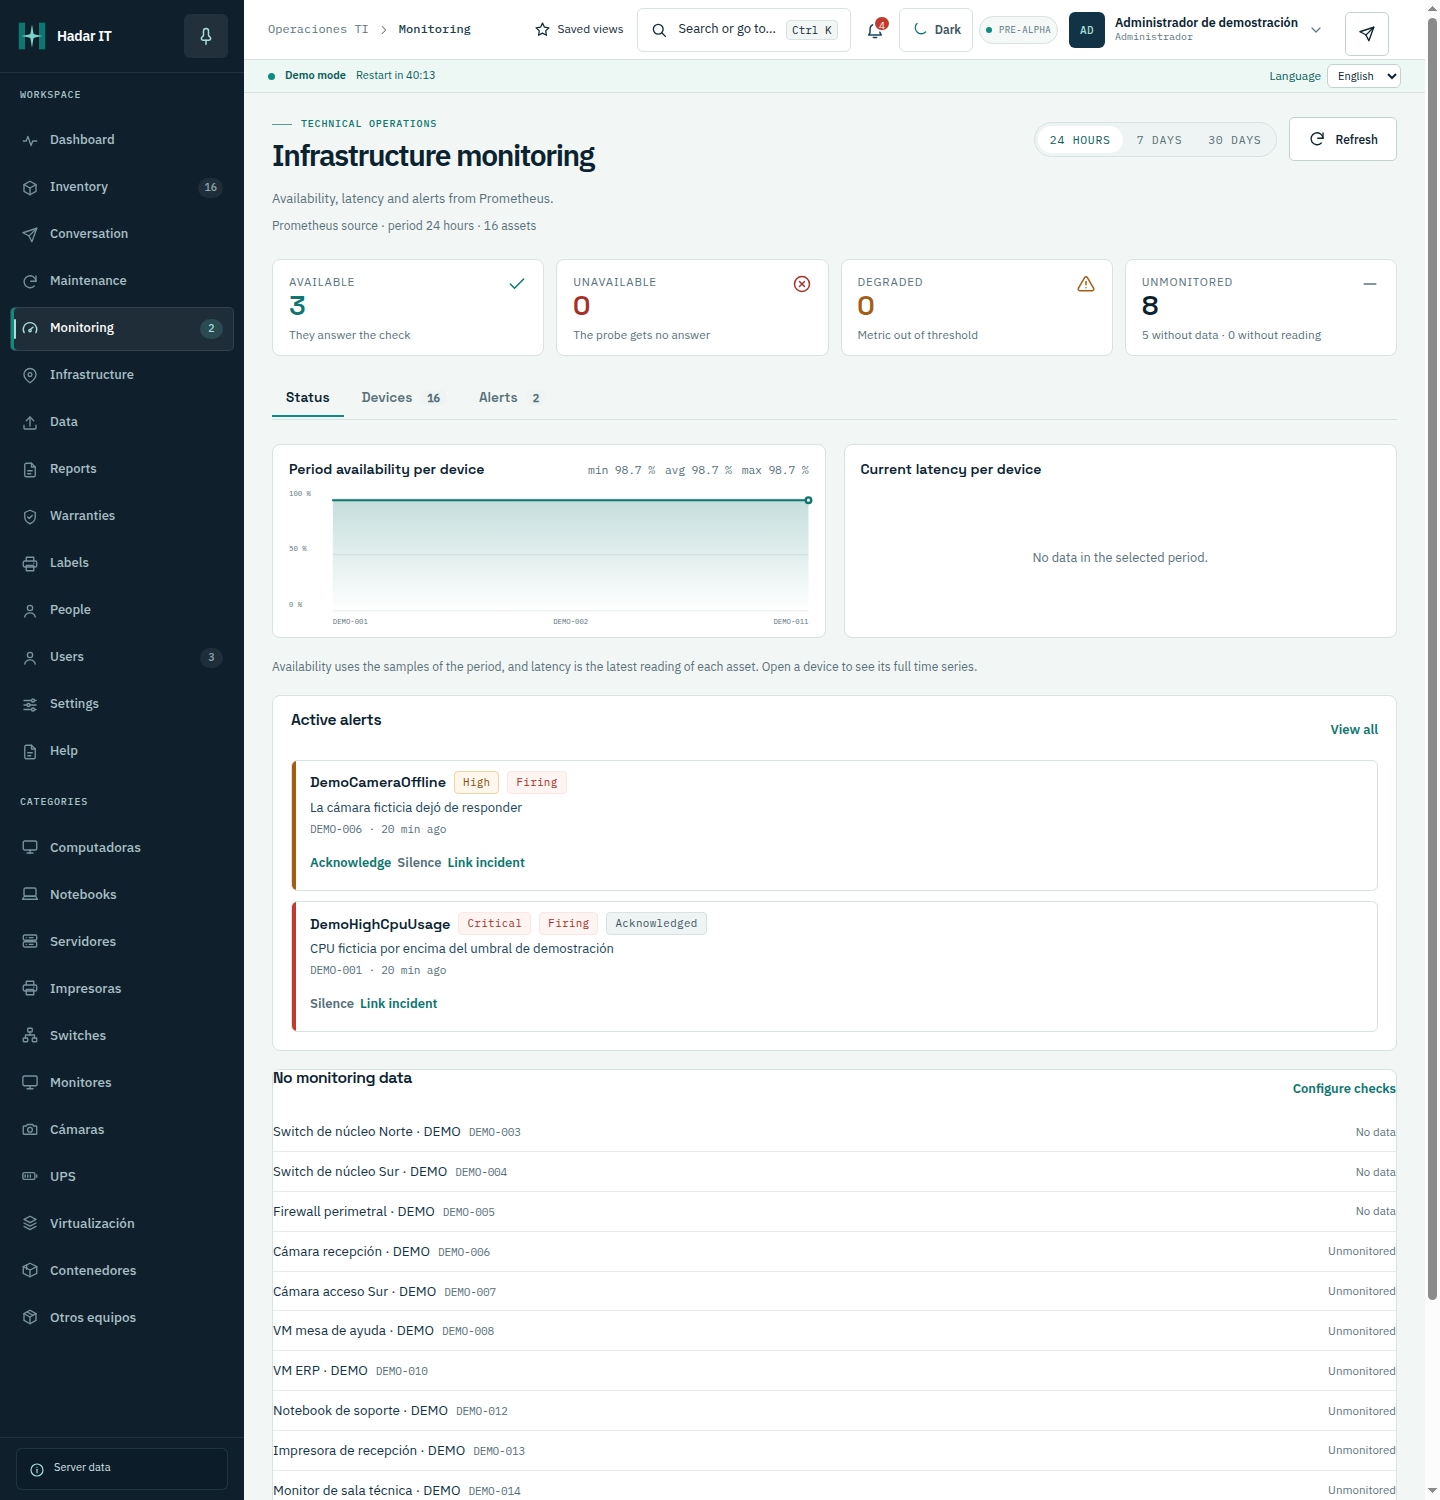 Hadar IT
WORKSPACE
Dashboard
Inventory 16
Conversation
Maintenance
Monitoring 2
Infrastructure
Data
Reports
Warranties
Labels
People
Users 3
Settings
Help
CATEGORIES
Computadoras
Notebooks
Servidores
Impresoras
Switches
Monitores
Cámaras
UPS
Virtualización
Contenedores
Otros equipos
Server data
Operaciones TI > Monitoring
Saved views
Search or go to... Ctrl K
4
Dark
PRE-ALPHA
AD
Administrador de demostración
Administrador
Demo mode Restart in 40:13
Language English
TECHNICAL OPERATIONS
Infrastructure monitoring
24 HOURS 7 DAYS 30 DAYS
Refresh
Availability, latency and alerts from Prometheus.
Prometheus source · period 24 hours · 16 assets
AVAILABLE
3
They answer the check
UNAVAILABLE
0
The probe gets no answer
DEGRADED
0
Metric out of threshold
UNMONITORED
8
5 without data · 0 without reading
Status Devices 16 Alerts 2
Period availability per device min 98.7 % avg 98.7 % max 98.7 %
100 %
50 %
0 %
DEMO-001 DEMO-002 DEMO-011
Current latency per device
No data in the selected period.
Availability uses the samples of the period, and latency is the latest reading of each asset. Open a device to see its full time series.
Active alerts
View all
DemoCameraOffline High Firing
La cámara ficticia dejó de responder
DEMO-006 · 20 min ago
Acknowledge Silence Link incident
DemoHighCpuUsage Critical Firing Acknowledged
CPU ficticia por encima del umbral de demostración
DEMO-001 · 20 min ago
Silence Link incident
No monitoring data
Configure checks
Switch de núcleo Norte · DEMO DEMO-003 No data
Switch de núcleo Sur · DEMO DEMO-004 No data
Firewall perimetral · DEMO DEMO-005 No data
Cámara recepción · DEMO DEMO-006 Unmonitored
Cámara acceso Sur · DEMO DEMO-007 Unmonitored
VM mesa de ayuda · DEMO DEMO-008 Unmonitored
VM ERP · DEMO DEMO-010 Unmonitored
Notebook de soporte · DEMO DEMO-012 Unmonitored
Impresora de recepción · DEMO DEMO-013 Unmonitored
Monitor de sala técnica · DEMO DEMO-014 Unmonitored